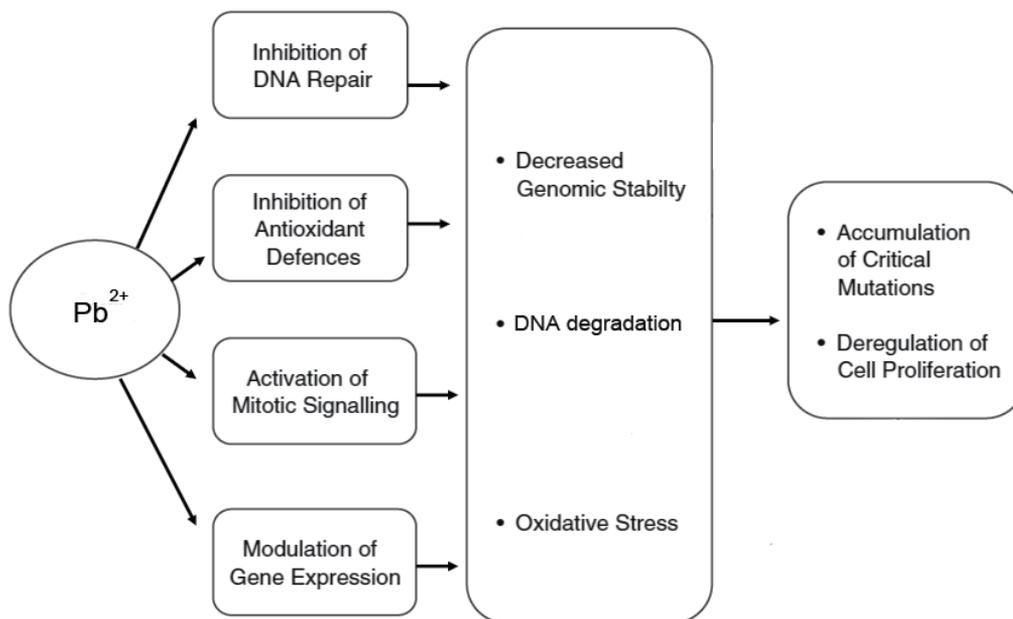 Pb2+
Inhibition of
DNA Repair
Inhibition of
Antioxidant
Defences
Activation of
Mitotic Signalling
Modulation of
Gene Expression
• Decreased
Genomic Stabilty
• DNA degradation
• Oxidative Stress
• Accumulation
of Critical
Mutations
• Deregulation of
Cell Proliferation